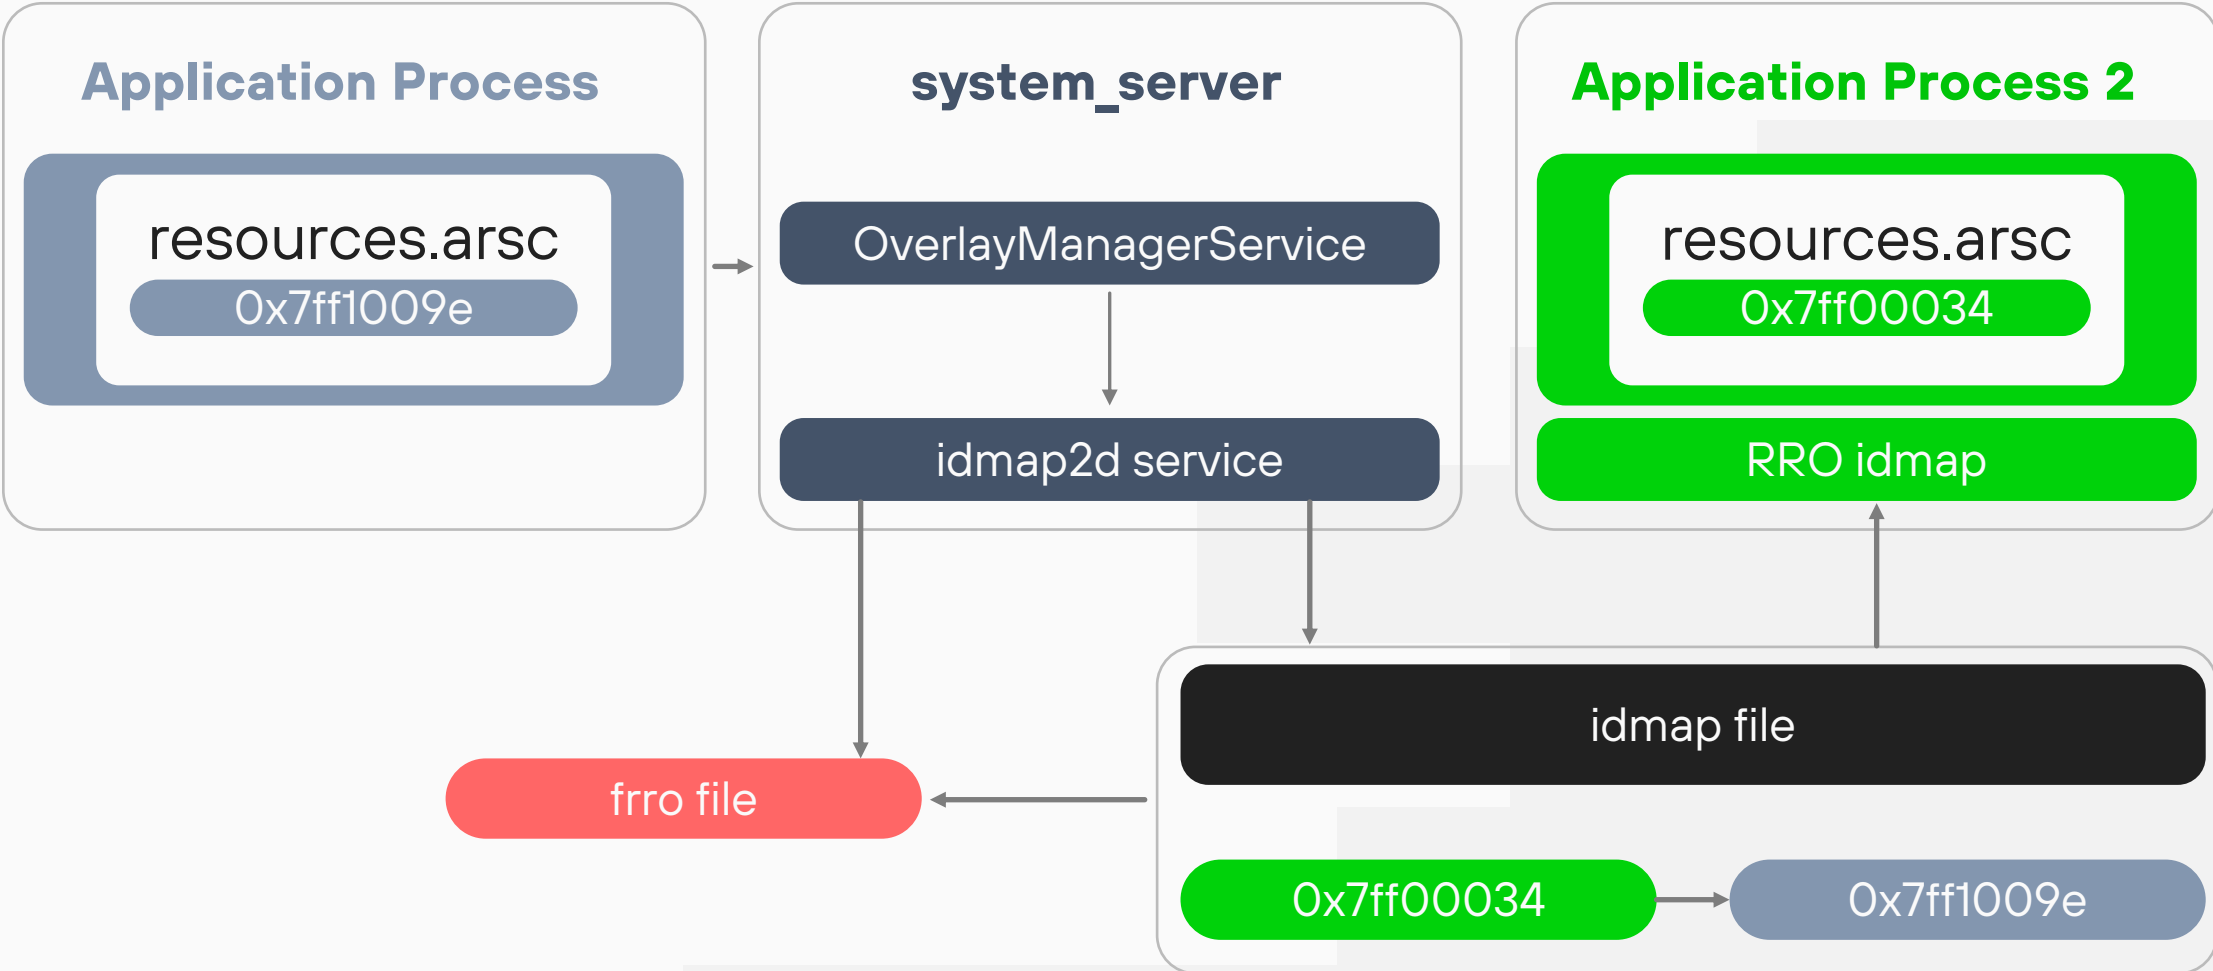 Application Process
resources.arsc
0x7ff1009e
system_server
OverlayManagerService
idmap2d service
Application Process 2
resources.arsc
0x7ff00034
RRO idmap
frro file
idmap file
0x7ff00034
0x7ff1009e